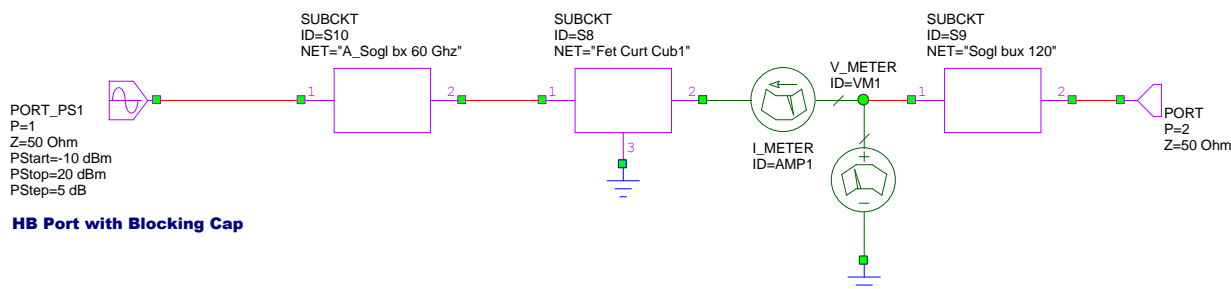 SUBCKT
ID=S10
NET="A_Sogl bx 60 Ghz"
SUBCKT
ID=S8
NET="Fet Curt Cub1"
SUBCKT
ID=S9
NET="Sogl bux 120"
V_METER
ID=VM1
1
2
1
2
3
1
2
PORT_PS1
P=1
Z=50 Ohm
PStart=-10 dBm
PStop=20 dBm
PStep=5 dB
I_METER
ID=AMP1
PORT
P=2
Z=50 Ohm
HB Port with Blocking Cap